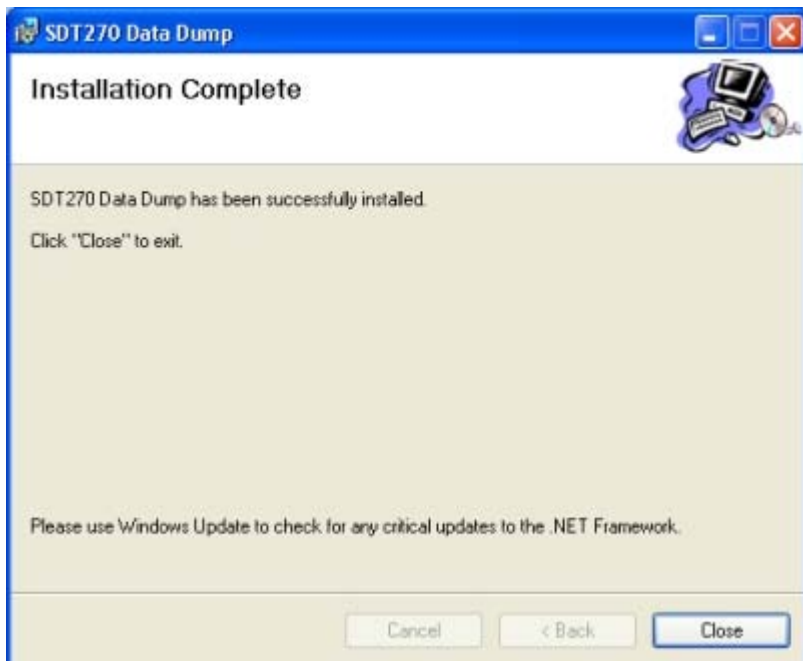 SDT270 Data Dump
Installation Complete
SDT270 Data Dump has been successfully installed.
Click "Close" to exit.
Please use Windows Update to check for any critical updates to the .NET Framework.
Cancel < Back Close